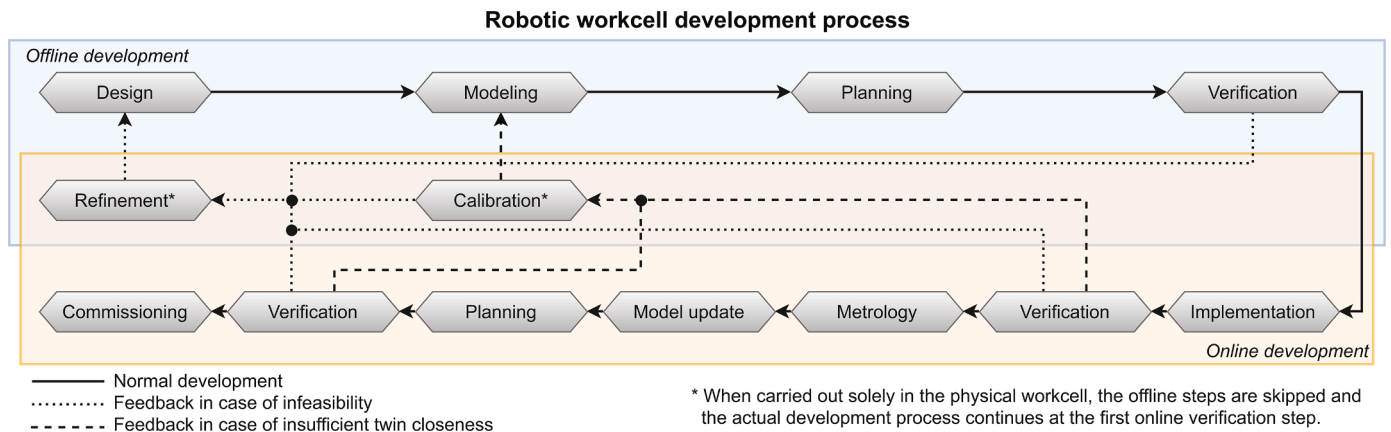 Robotic workcell development process
Offline development
Design
Modeling
Planning
Verification
Refinement*
Calibration*
Commissioning
Verification
Planning
Model update
Metrology
Verification
Implementation
Online development
Normal development
Feedback in case of infeasibility
Feedback in case of insufficient twin closeness
* When carried out solely in the physical workcell, the offline steps are skipped and
the actual development process continues at the first online verification step.